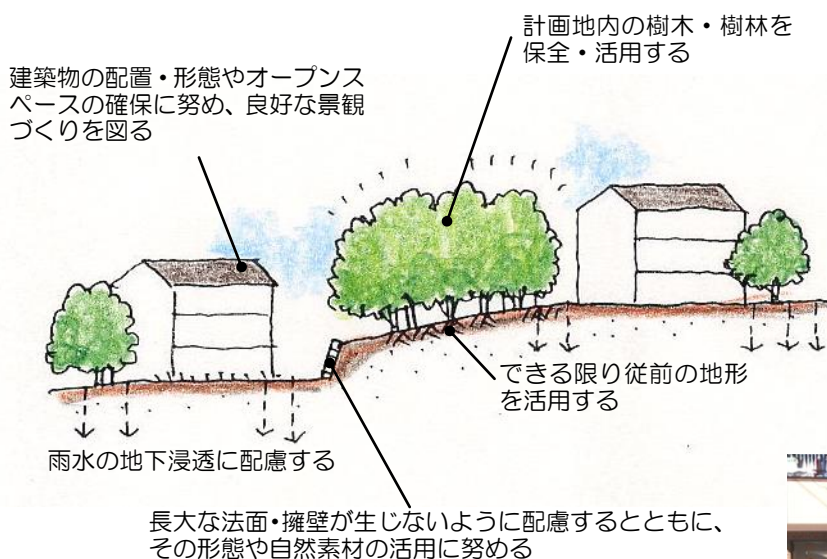 計画地内の樹木・樹林を
保全・活用する
建築物の配置・形態やオープンス
ペースの確保に努め、良好な景観
づくりを図る
できる限り従前の地形
を活用する
雨水の地下浸透に配慮する
長大な法面・擁壁が生じないように配慮するとともに、
その形態や自然素材の活用に努める